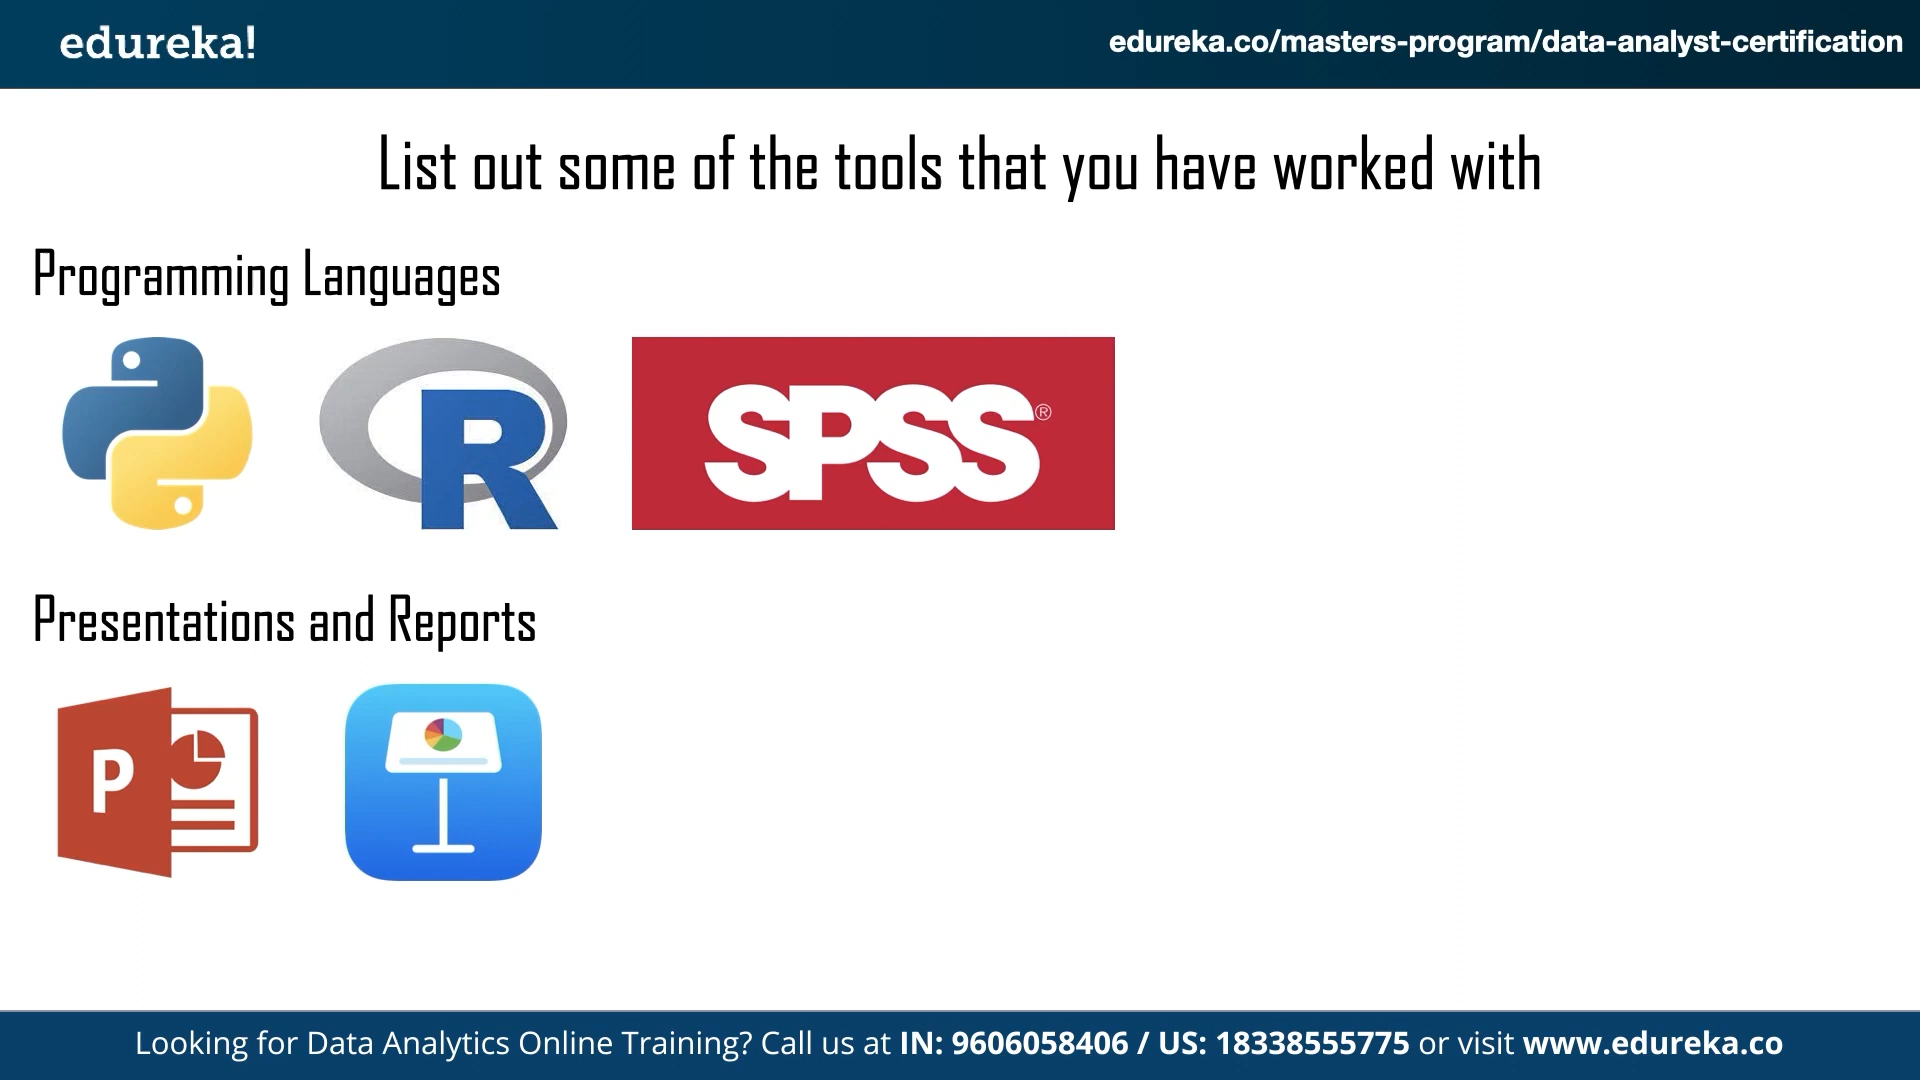 edureka!
edureka.co/masters-program/data-analyst-certification
List out some of the tools that you have worked with
Programming Languages
R
SPSS®
Presentations and Reports
P
Looking for Data Analytics Online Training? Call us at IN: 9606058406 / US: 18338555775 or visit www.edureka.co